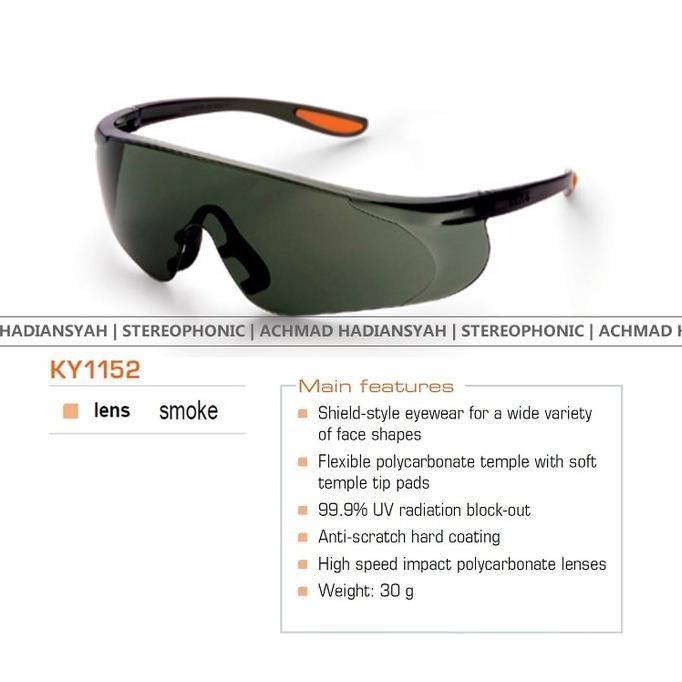 HADIANSYAH | STEREOPHONIC | ACHMAD HADIANSYAH | STEREOPHONIC | ACHMAD H
KY1152
lens smoke
Main features
Shield-style eyewear for a wide variety
of face shapes
Flexible polycarbonate temple with soft
temple tip pads
99.9% UV radiation block-out
Anti-scratch hard coating
High speed impact polycarbonate lenses
Weight: 30 g